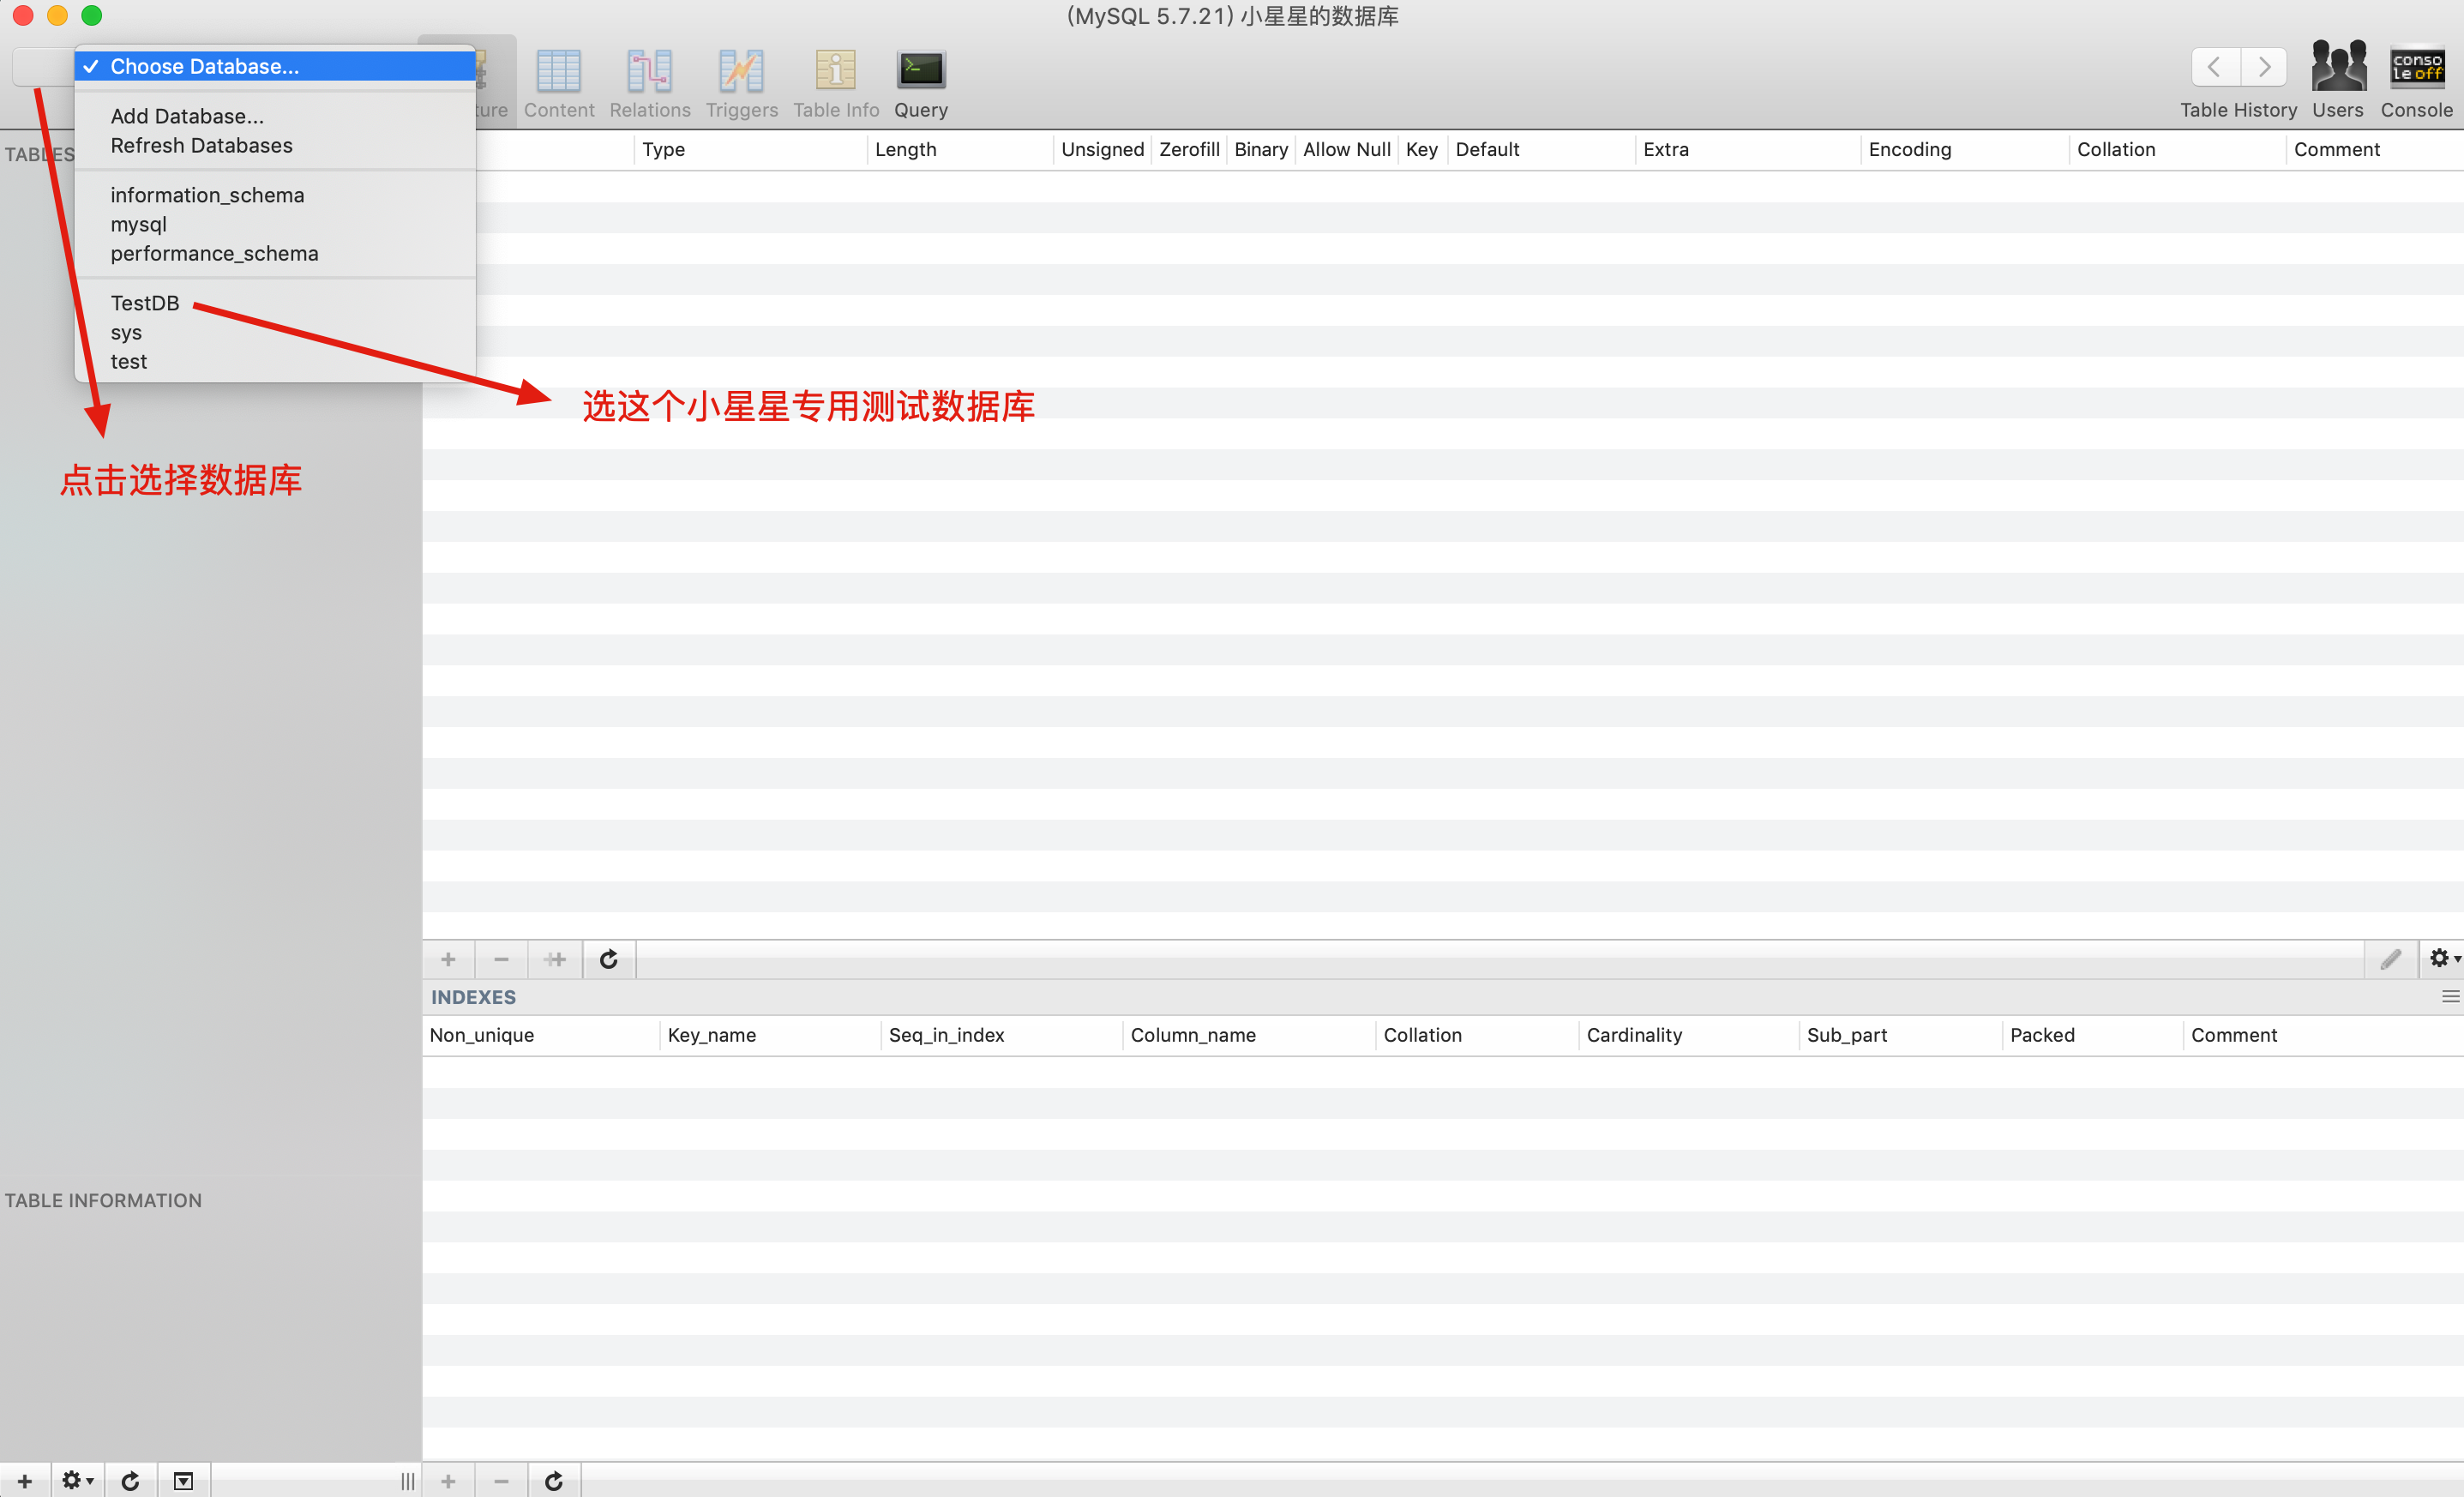 (MySQL 5.7.21) 小星星的数据库
Choose Database...
Add Database...
Refresh Databases
information_schema
mysql
performance_schema
TestDB
sys
test
ture
Content
Relations
Triggers
Table Info
Query
Table History
Users
conso
le off
Console
TABLES
Type
Length
Unsigned
Zerofill
Binary
Allow Null
Key
Default
Extra
Encoding
Collation
Comment
选这个小星星专用测试数据库
点击选择数据库
INDEXES
Non_unique
Key_name
Seq_in_index
Column_name
Collation
Cardinality
Sub_part
Packed
Comment
TABLE INFORMATION